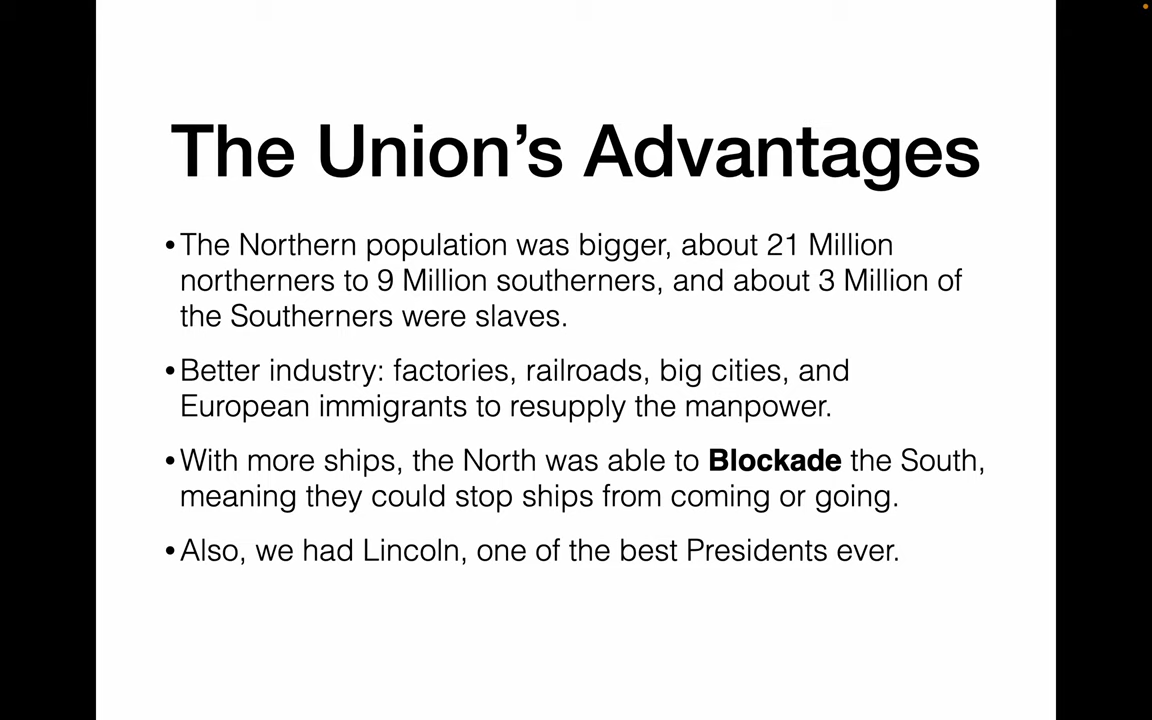 The Union’s Advantages
•The Northern population was bigger, about 21 Million
northerners to 9 Million southerners, and about 3 Million of
the Southerners were slaves.
•Better industry: factories, railroads, big cities, and
European immigrants to resupply the manpower.
•With more ships, the North was able to Blockade the South,
meaning they could stop ships from coming or going.
•Also, we had Lincoln, one of the best Presidents ever.